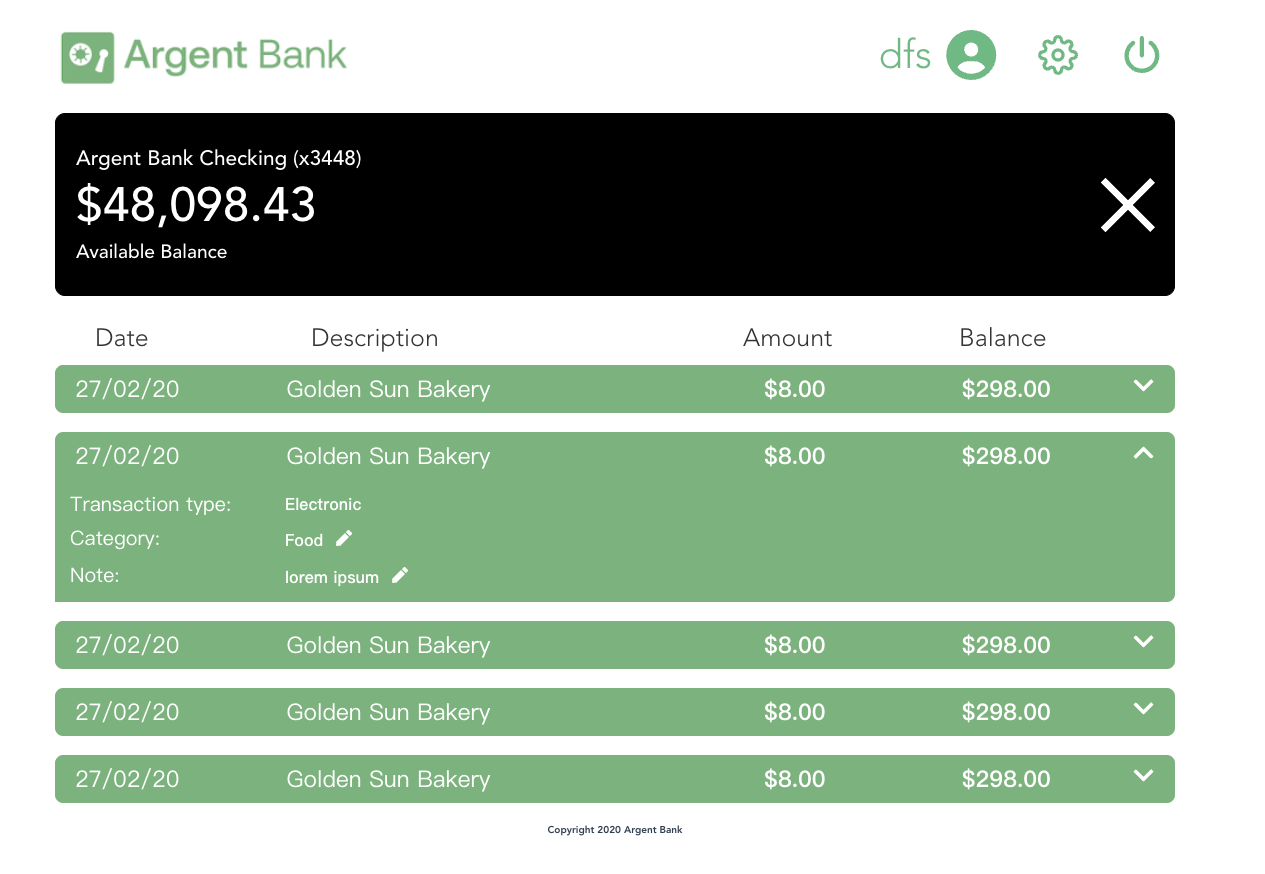 Argent Bank
dfs
Argent Bank Checking (x3448)
$48,098.43
Available Balance
Date Description Amount Balance
27/02/20 Golden Sun Bakery $8.00 $298.00
27/02/20 Golden Sun Bakery $8.00 $298.00
Transaction type: Electronic
Category: Food
Note: lorem ipsum
27/02/20 Golden Sun Bakery $8.00 $298.00
27/02/20 Golden Sun Bakery $8.00 $298.00
27/02/20 Golden Sun Bakery $8.00 $298.00
Copyright 2020 Argent Bank